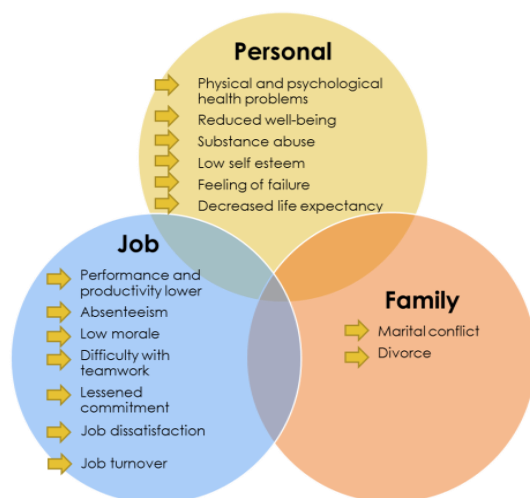 Personal
Physical and psychological
health problems
Reduced well-being
Substance abuse
Low self esteem
Feeling of failure
Decreased life expectancy
Job
Performance and
productivity lower
Absenteeism
Low morale
Difficulty with
teamwork
Lessened
commitment
Job dissatisfaction
Job turnover
Family
Marital conflict
Divorce